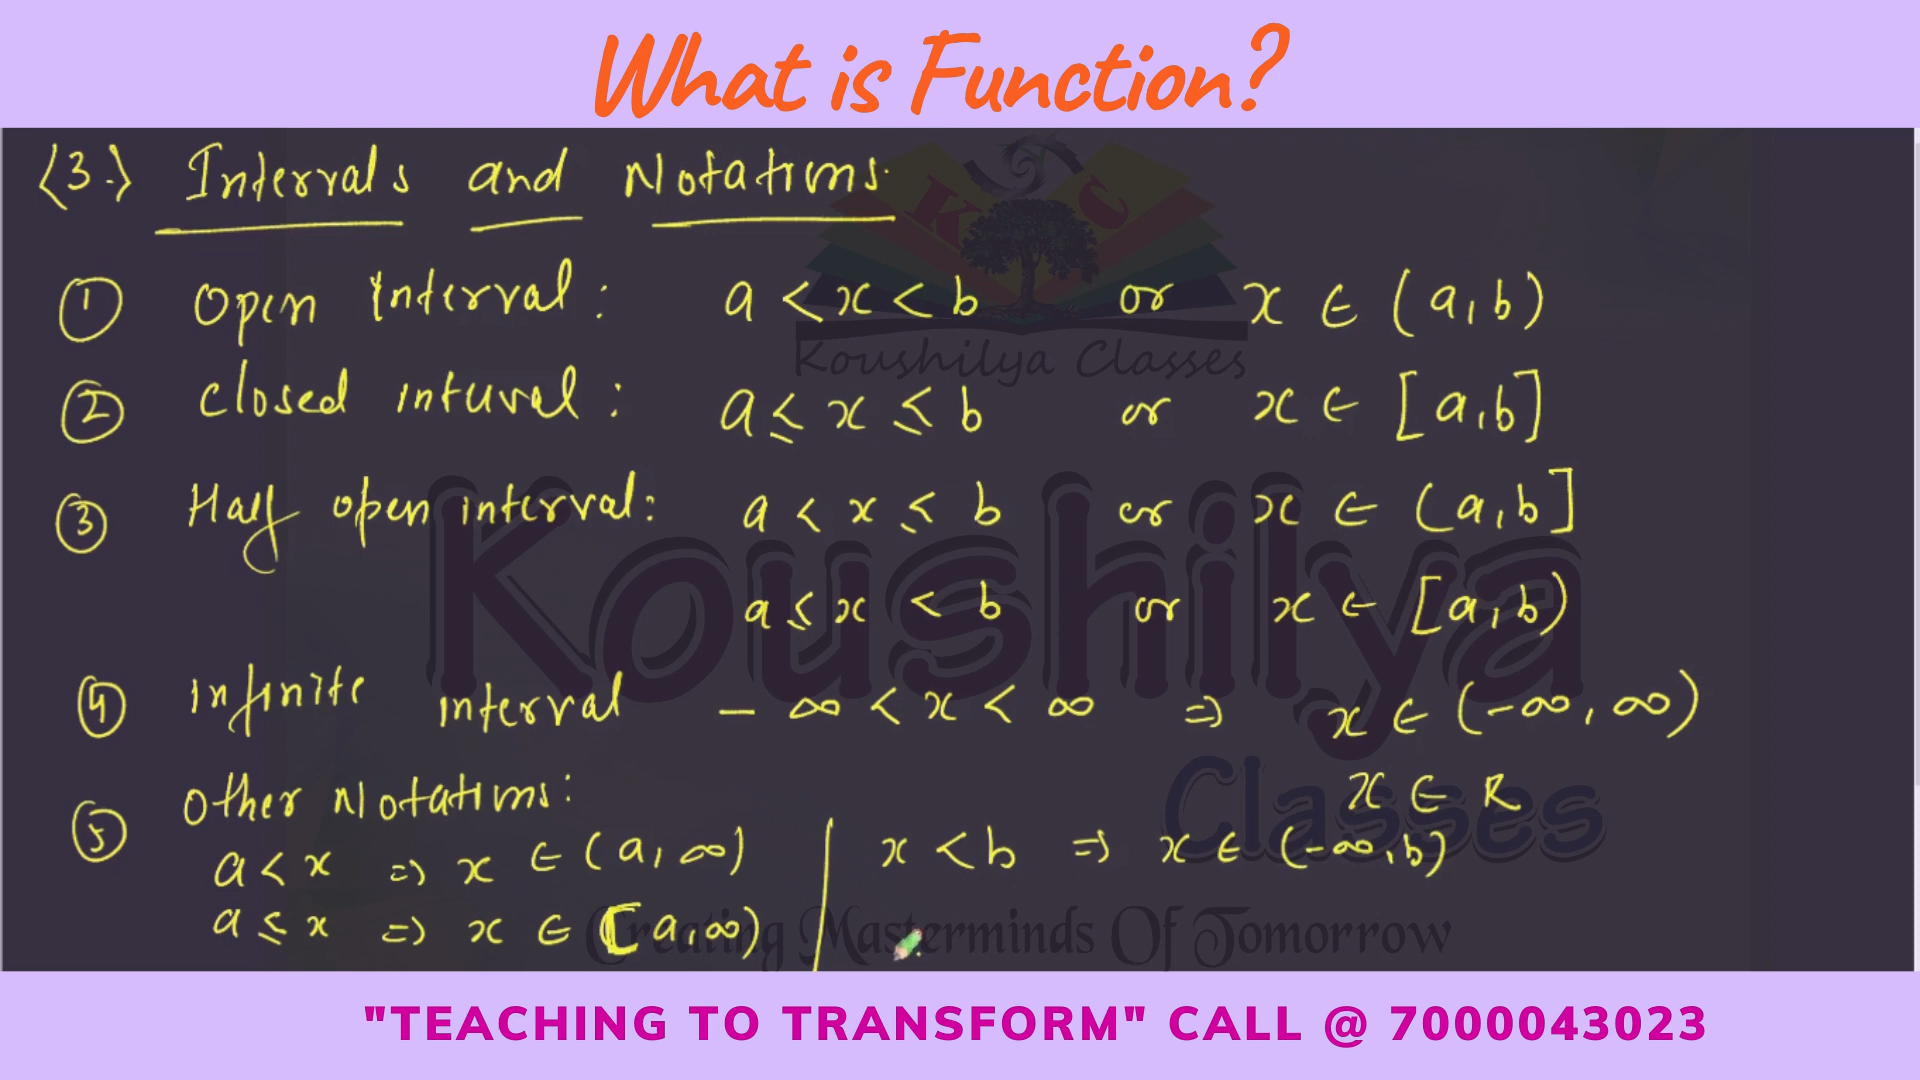 What is Function?
<3.> Intervals and Notations.
K C
① Open interval : a < x < b or x ∈ (a, b)
Koushilya Classes
② closed interval : a ≤ x ≤ b or x ∈ [a, b]
③ Half open interval: a < x ≤ b or x ∈ (a, b]
Koushilya
a ≤ x < b or x ∈ [a, b)
④ infinite interval - ∞ < x < ∞ ⇒ x ∈ (-∞, ∞)
Classes
x ∈ R
⑤ Other Notations:
a < x ⇒ x ∈ (a, ∞) | x < b ⇒ x ∈ (-∞, b)
a ≤ x ⇒ x ∈ [a, ∞)
Creating Masterminds Of Tomorrow
"TEACHING TO TRANSFORM" CALL @ 7000043023